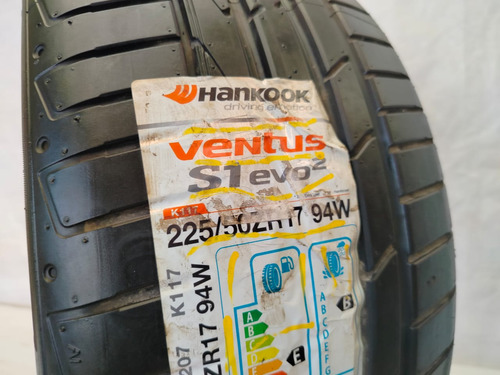 HANKOOK
driving emotion
ventus
S1 evo²
K117
225/50ZR17 94W
207 K117
ZR17 94W
A
B
C
D
E
E
A
B
C
D
E
F
B